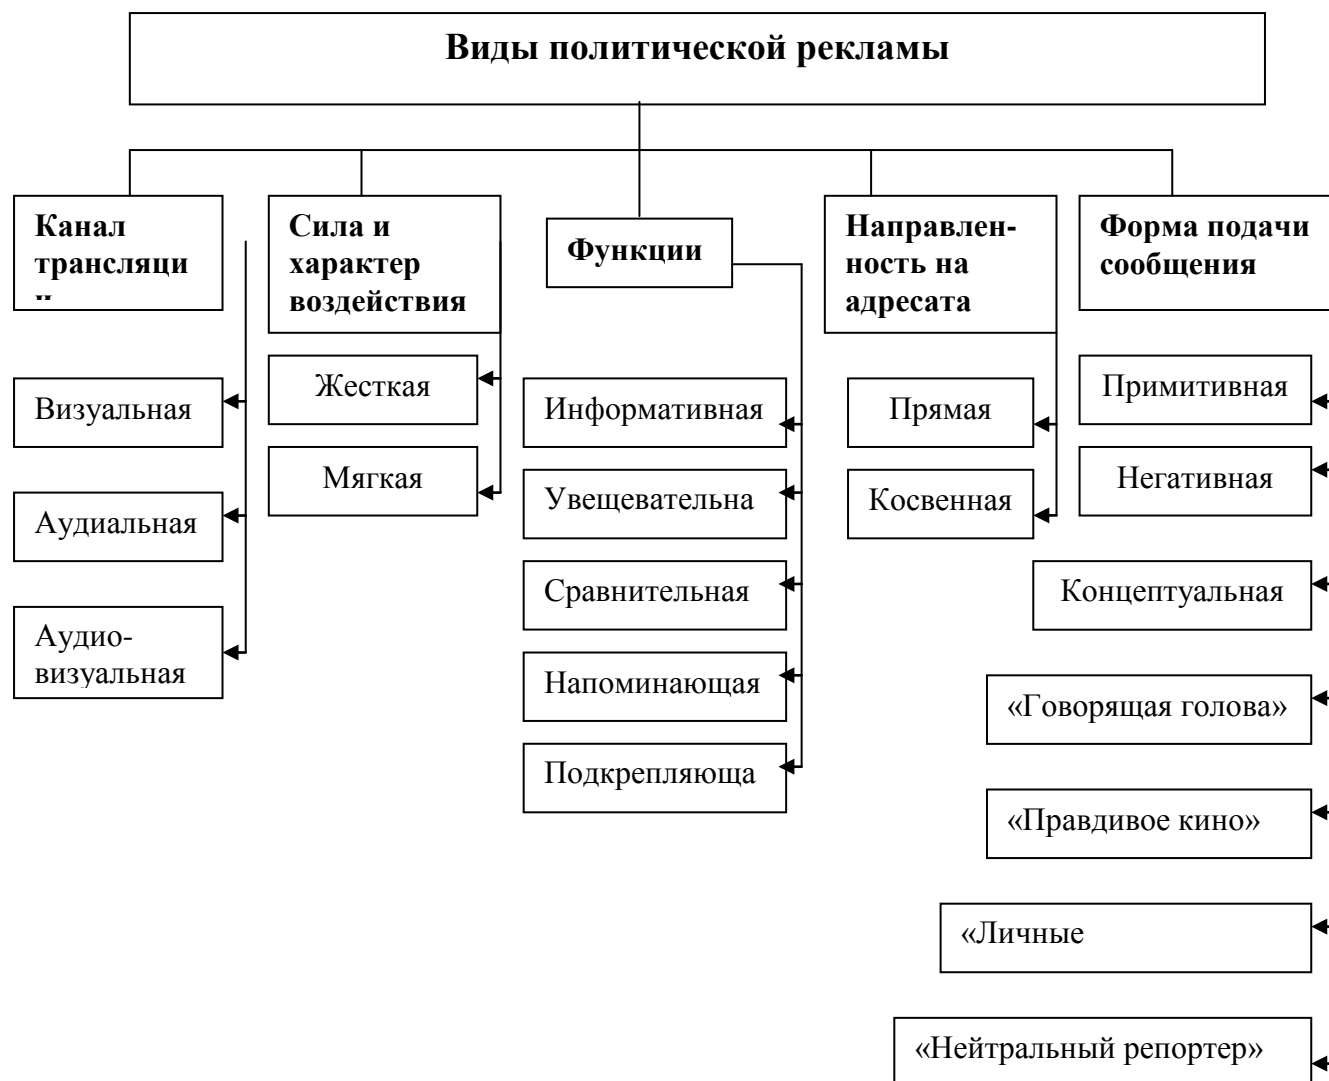 Виды политической рекламы
Канал
трансляци
и
Сила и
характер
воздействия
Функции
Направлен-
ность на
адресата
Форма подачи
сообщения
Визуальная
Аудиальная
Аудио-
визуальная
Жесткая
Мягкая
Информативная
Увещевательна
Сравнительная
Напоминающая
Подкрепляюща
Прямая
Косвенная
Примитивная
Негативная
Концептуальная
«Говорящая голова»
«Правдивое кино»
«Личные
«Нейтральный репортер»